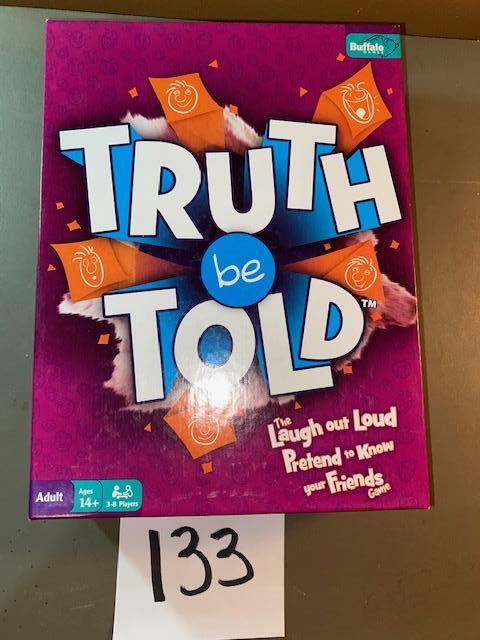 Buffalo
GAMES
TRUTH
be
TOLD™
The
Laugh out Loud
Pretend to Know
your Friends
Game
Adult
Ages
14+
3-8 Players
133